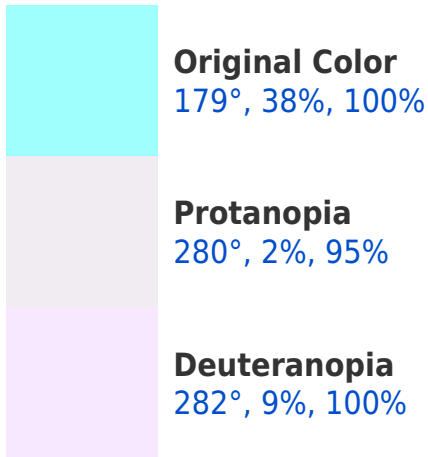 Original Color
179°, 38%, 100%
Protanopia
280°, 2%, 95%
Deuteranopia
282°, 9%, 100%